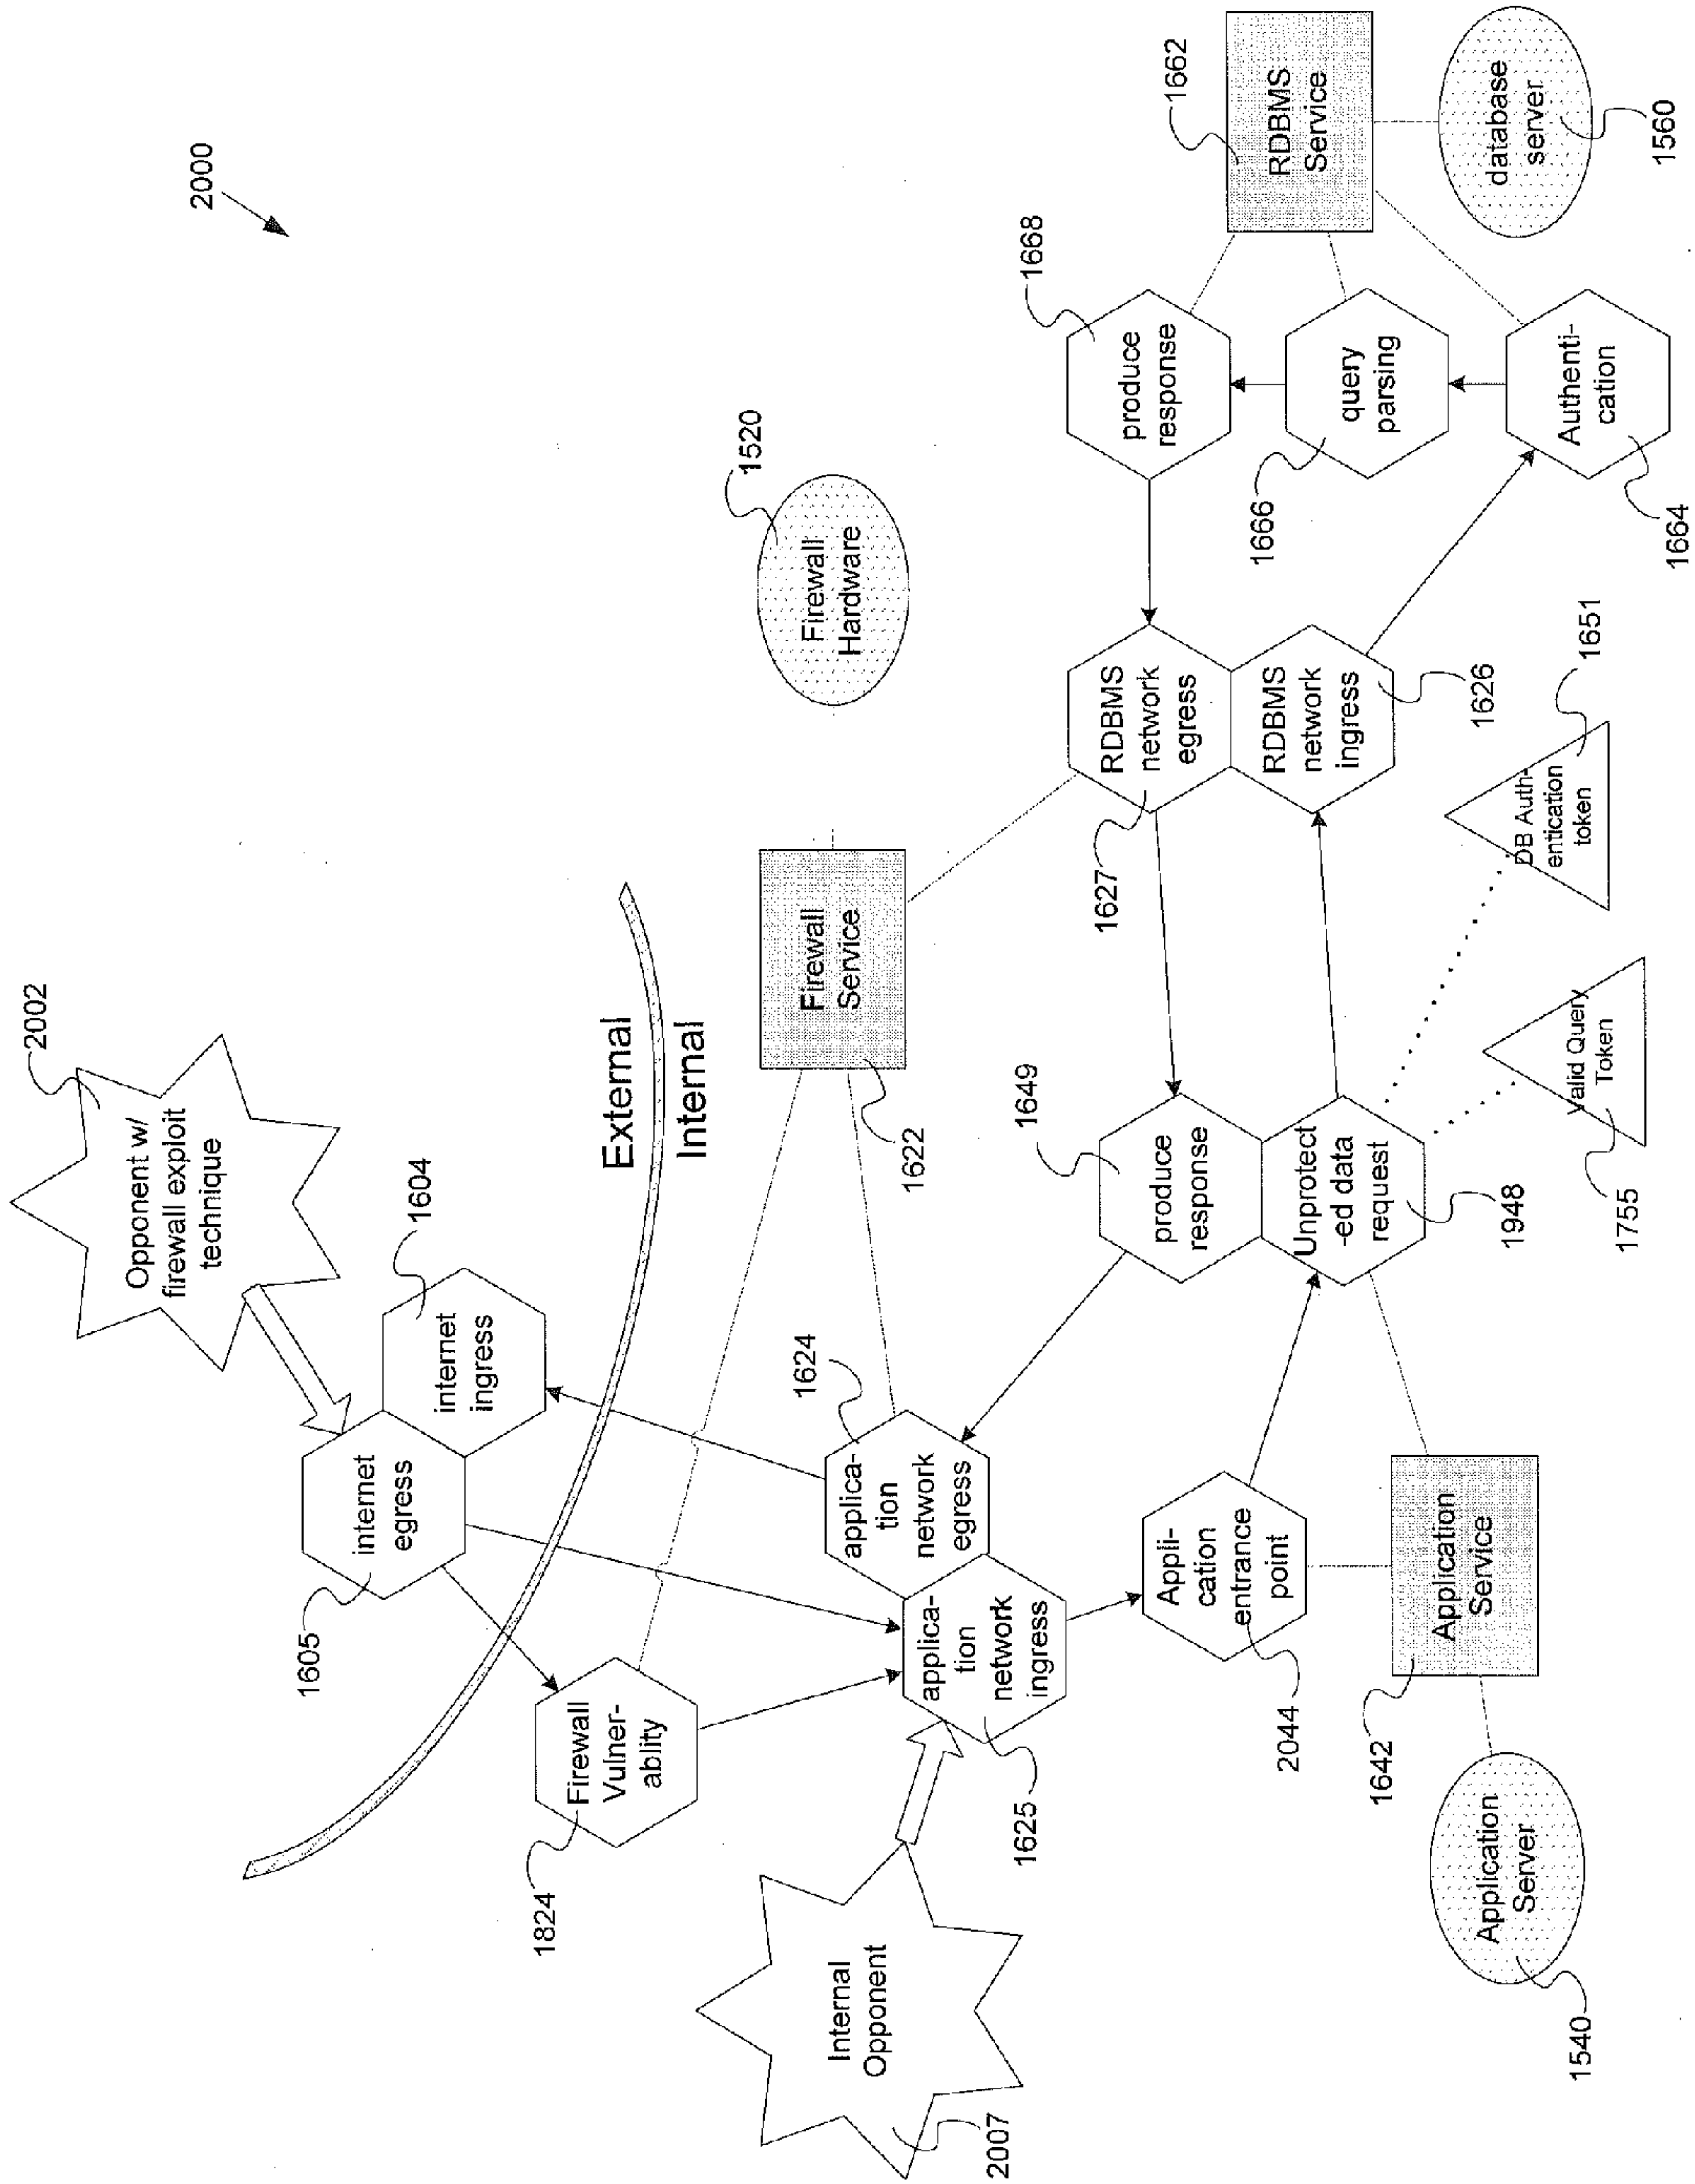 2000
2002
Opponent w/
firewall exploit
technique
1604
internet
ingress
1605
internet
egress
External
Internal
1824
Firewall
Vulner-
ablity
1622
Firewall
Service
1520
Firewall
Hardware
2007
Internal
Opponent
1624
applica-
tion
network
egress
1625
applica-
tion
network
ingress
1649
produce
response
1627
RDBMS
network
egress
1668
produce
response
1662
RDBMS
Service
2044
Appli-
cation
entrance
point
Unprotect
-ed data
request
1948
RDBMS
network
ingress
1626
1666
query
parsing
1642
Application
Service
1540
Application
Server
1755
Valid Query
Token
DB Auth-
entication
token
1651
Authenti-
cation
1664
database
server
1560